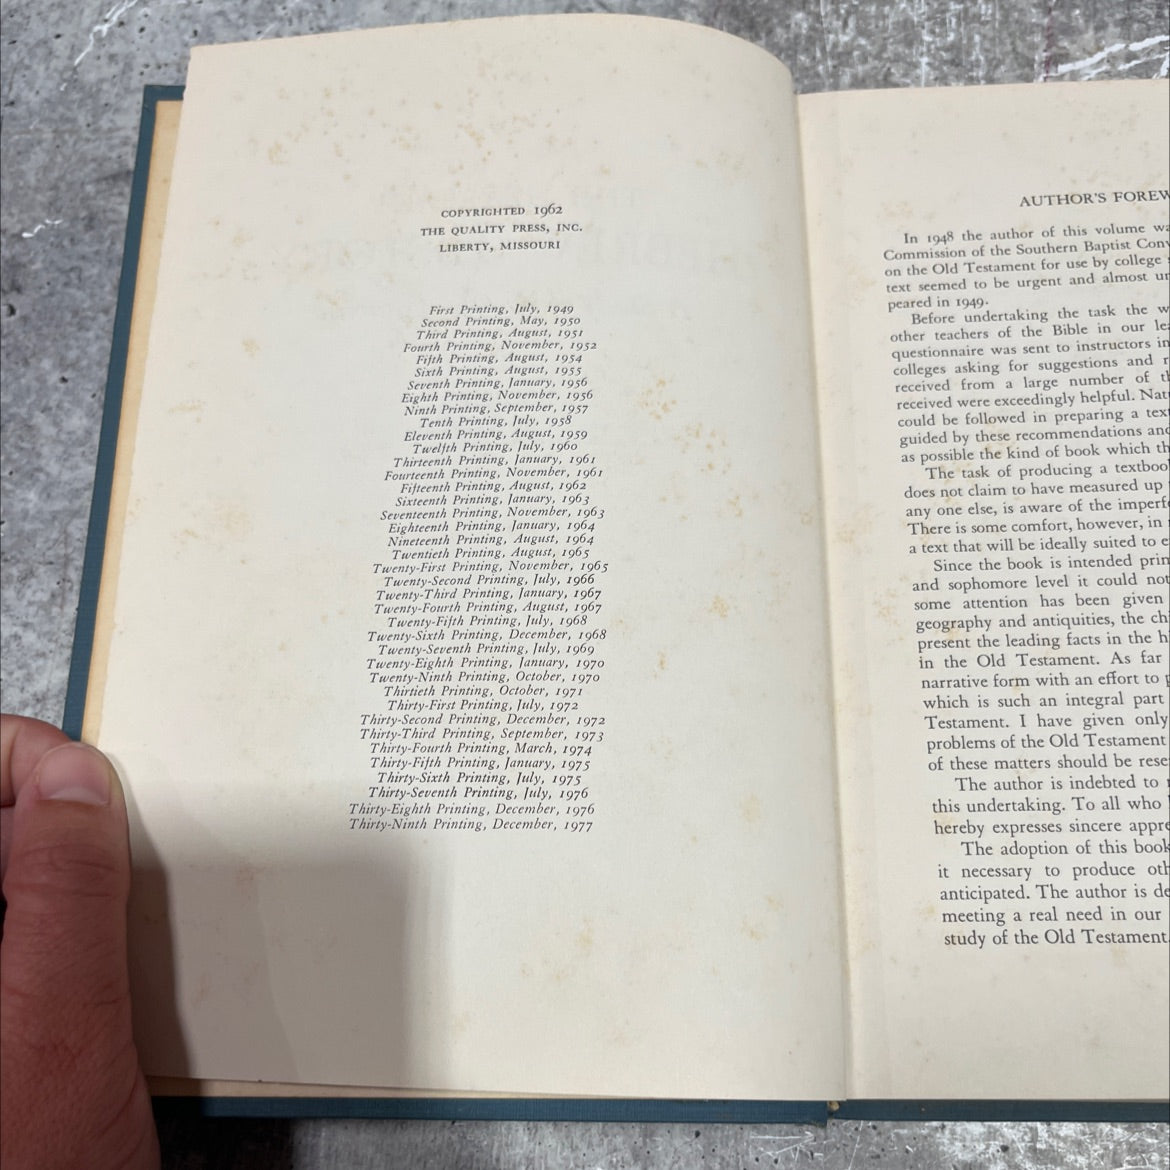 COPYRIGHTED 1962
THE QUALITY PRESS, INC.
LIBERTY, MISSOURI
First Printing, July, 1949
Second Printing, May, 1950
Third Printing, August, 1951
Fourth Printing, November, 1952
Fifth Printing, August, 1954
Sixth Printing, August, 1955
Seventh Printing, January, 1956
Eighth Printing, November, 1956
Ninth Printing, September, 1957
Tenth Printing, July, 1958
Eleventh Printing, August, 1959
Twelfth Printing, July, 1960
Thirteenth Printing, January, 1961
Fourteenth Printing, November, 1961
Fifteenth Printing, August, 1962
Sixteenth Printing, January, 1963
Seventeenth Printing, November, 1963
Eighteenth Printing, January, 1964
Nineteenth Printing, August, 1964
Twentieth Printing, August, 1965
Twenty-First Printing, November, 1965
Twenty-Second Printing, July, 1966
Twenty-Third Printing, January, 1967
Twenty-Fourth Printing, August, 1967
Twenty-Fifth Printing, July, 1968
Twenty-Sixth Printing, December, 1968
Twenty-Seventh Printing, July, 1969
Twenty-Eighth Printing, January, 1970
Twenty-Ninth Printing, October, 1970
Thirtieth Printing, October, 1971
Thirty-First Printing, July, 1972
Thirty-Second Printing, December, 1972
Thirty-Third Printing, September, 1973
Thirty-Fourth Printing, March, 1974
Thirty-Fifth Printing, January, 1975
Thirty-Sixth Printing, July, 1975
Thirty-Seventh Printing, July, 1976
Thirty-Eighth Printing, December, 1976
Thirty-Ninth Printing, December, 1977
AUTHOR'S
In 1948 the author of this volume
Commission of the Southern Baptist
on the Old Testament for use by college
text seemed to be urgent and almost
peared in 1949.
Before undertaking the task the
other teachers of the Bible in our
questionnaire was sent to instructors in
colleges asking for suggestions and
received from a large number of
received were exceedingly helpful.
could be followed in preparing a
guided by these recommendations
as possible the kind of book which
The task of producing a
does not claim to have measured up
any one else, is aware of the
There is some comfort, however, in
a text that will be ideally suited to
Since the book is intended
and sophomore level it could not
some attention has been given
geography and antiquities, the
present the leading facts in the
in the Old Testament. As far
narrative form with an effort to
which is such an integral part
Testament. I have given only
problems of the Old Testament
of these matters should be
The author is indebted to
this undertaking. To all who
hereby expresses sincere
The adoption of this book
it necessary to produce
anticipated. The author is
meeting a real need in our
study of the Old Testament.